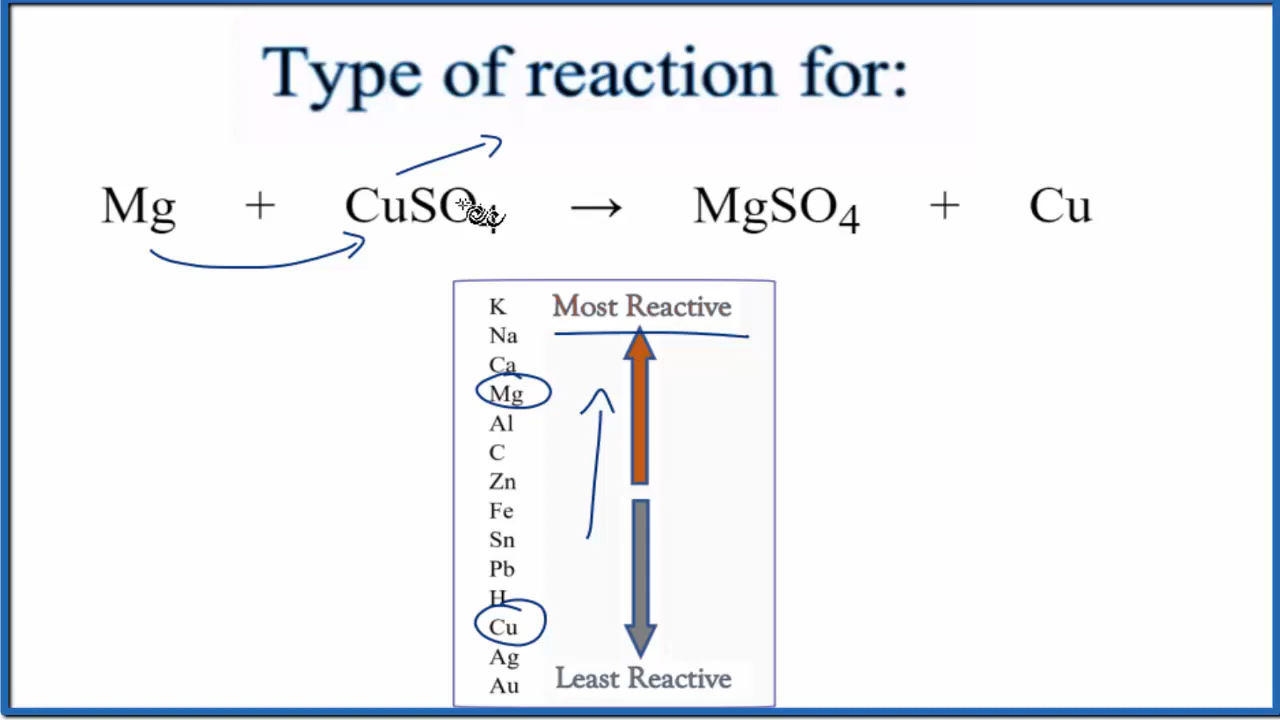 Type of reaction for:
Mg + CuSO₄ → MgSO₄ + Cu
K Most Reactive
Na
Ca
Mg
Al
C
Zn
Fe
Sn
Pb
H
Cu
Ag
Au Least Reactive